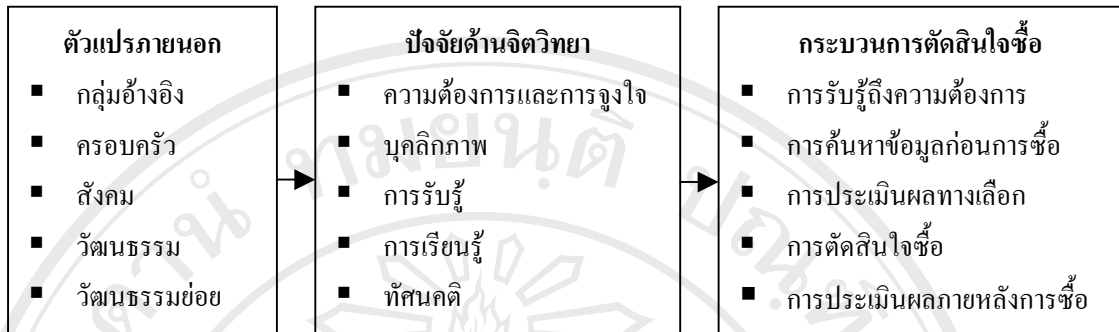 ตัวแปรภายนอก
▪ กลุ่มอ้างอิง
▪ ครอบครัว
▪ สังคม
▪ วัฒนธรรม
▪ วัฒนธรรมย่อย
ปัจจัยด้านจิตวิทยา
▪ ความต้องการและการจูงใจ
▪ บุคลิกภาพ
▪ การรับรู้
▪ การเรียนรู้
▪ ทัศนคติ
กระบวนการตัดสินใจซื้อ
▪ การรับรู้ถึงความต้องการ
▪ การค้นหาข้อมูลก่อนการซื้อ
▪ การประเมินผลทางเลือก
▪ การตัดสินใจซื้อ
▪ การประเมินผลภายหลังการซื้อ